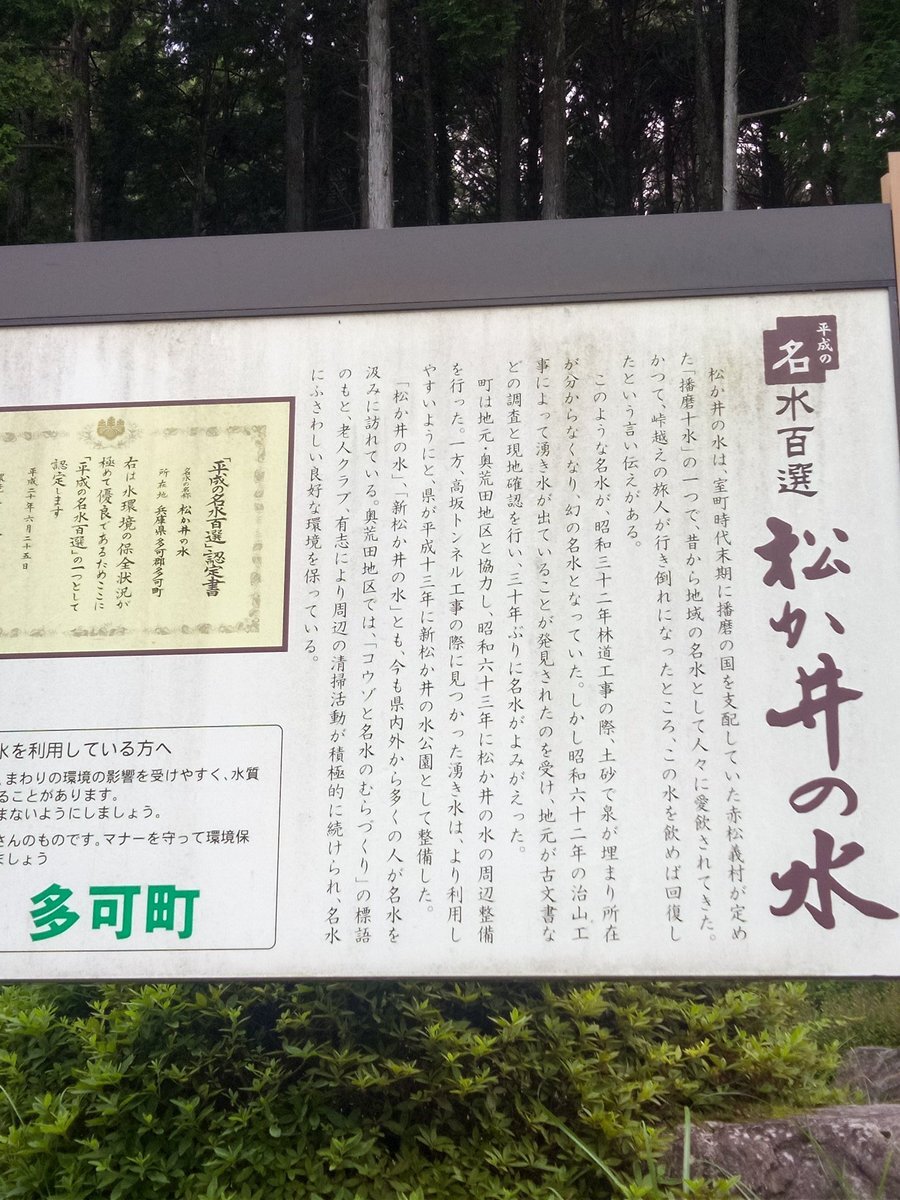 平成の
名水百選
松か井の水
松か井の水は、室町時代末期に播磨の国を支配していた赤松義村が定め
た「播磨十水」の一つで、昔から地域の名水として人々に愛飲されてきた。
かつて、峠越えの旅人が行き倒れになったところ、この水を飲めば回復し
たという言い伝えがある。
このような名水が、昭和三十二年林道工事の際、土砂で泉が埋まり所在
が分からなくなり、幻の名水となっていた。しかし昭和六十二年の治山工
事によって湧き水が出ていることが発見されたのを受け、地元が古文書な
どの調査と現地確認を行い、三十年ぶりに名水がよみがえった。
町は地元・奥荒田地区と協力し、昭和六十三年に松か井の水の周辺整備
を行った。一方、高坂トンネル工事の際に見つかった湧き水は、より利用し
やすいようにと、県が平成十三年に新松か井の水公園として整備した。
「松か井の水」、「新松か井の水」とも、今も県内外から多くの人が名水を
汲みに訪れている。奥荒田地区では、「コウゾと名水のむらづくり」の標語
のもと、老人クラブ、有志により周辺の清掃活動が積極的に続けられ、名水
にふさわしい良好な環境を保っている。
「平成の名水百選」認定書
名水の名称 松か井の水
所在地 兵庫県多可郡多可町
右は水環境の保全状況が
極めて優良であるためここに
「平成の名水百選」の一つとして
認定します
平成二十年六月二十五日
水を利用している方へ
、まわりの環境の影響を受けやすく、水質
ることがあります。
まないようにしましょう。
さんのものです。マナーを守って環境保
ましょう
多可町